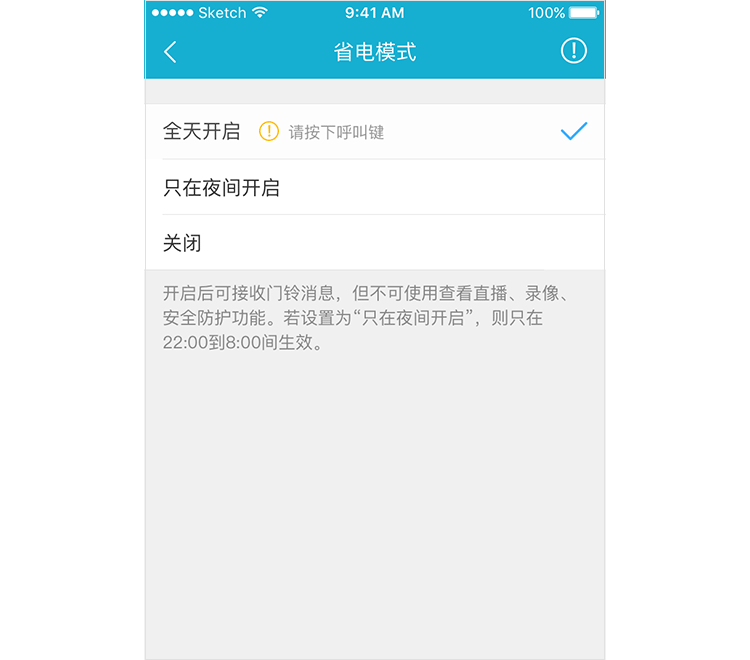 Sketch 9:41 AM 100%
省电模式
全天开启 请按下呼叫键
只在夜间开启
关闭
开启后可接收门铃消息，但不可使用查看直播、录像、
安全防护功能。若设置为“只在夜间开启”，则只在
22:00到8:00间生效。